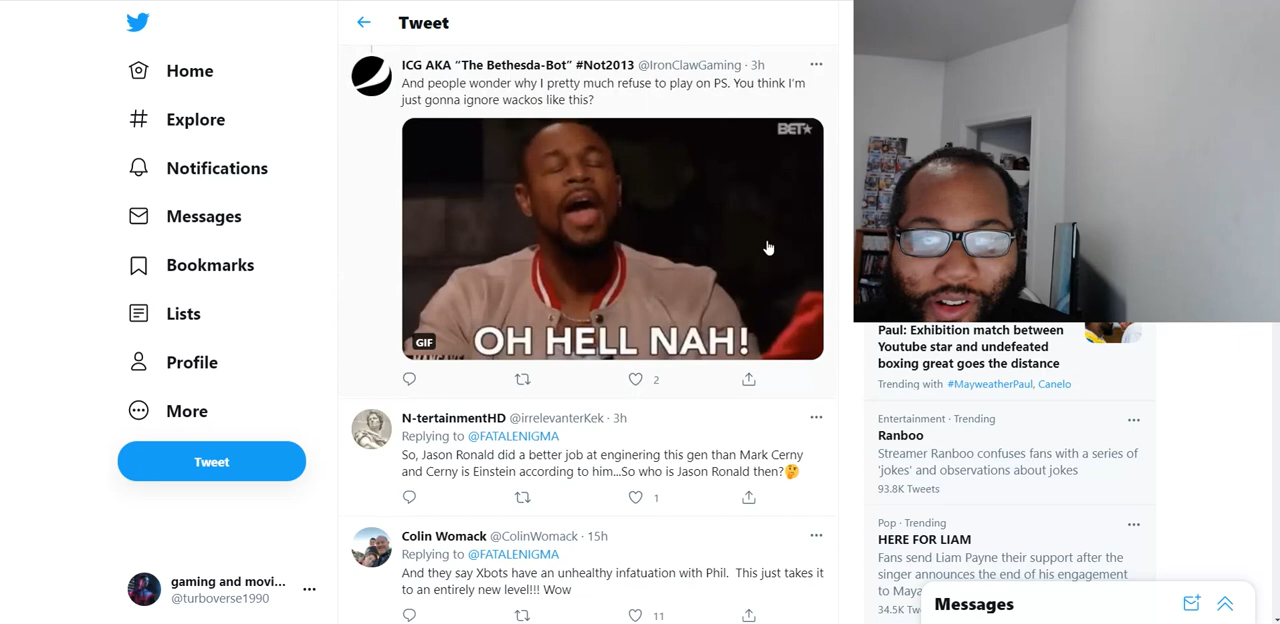 Home
Explore
Notifications
Messages
Bookmarks
Lists
Profile
More
Tweet
gaming and movi...
@turboverse1990
Tweet
ICG AKA “The Bethesda-Bot” #Not2013 @IronClawGaming · 3h
And people wonder why I pretty much refuse to play on PS. You think I’m
just gonna ignore wackos like this?
BET★
OH HELL NAH!
GIF
2
N-tertainmentHD @irrelevanterKek · 3h
Replying to @FATALENIGMA
So, Jason Ronald did a better job at enginering this gen than Mark Cerny
and Cerny is Einstein according to him...So who is Jason Ronald then?🤔
1
Colin Womack @ColinWomack · 15h
Replying to @FATALENIGMA
And they say Xbots have an unhealthy infatuation with Phil. This just takes it
to an entirely new level!!! Wow
11
Paul: Exhibition match between
Youtube star and undefeated
boxing great goes the distance
Trending with #MayweatherPaul, Canelo
Entertainment · Trending
Ranboo
Streamer Ranboo confuses fans with a series of
'jokes' and observations about jokes
93.8K Tweets
Pop · Trending
HERE FOR LIAM
Fans send Liam Payne their support after the
singer announces the end of his engagement
to Maya
34.5K Tw
Messages